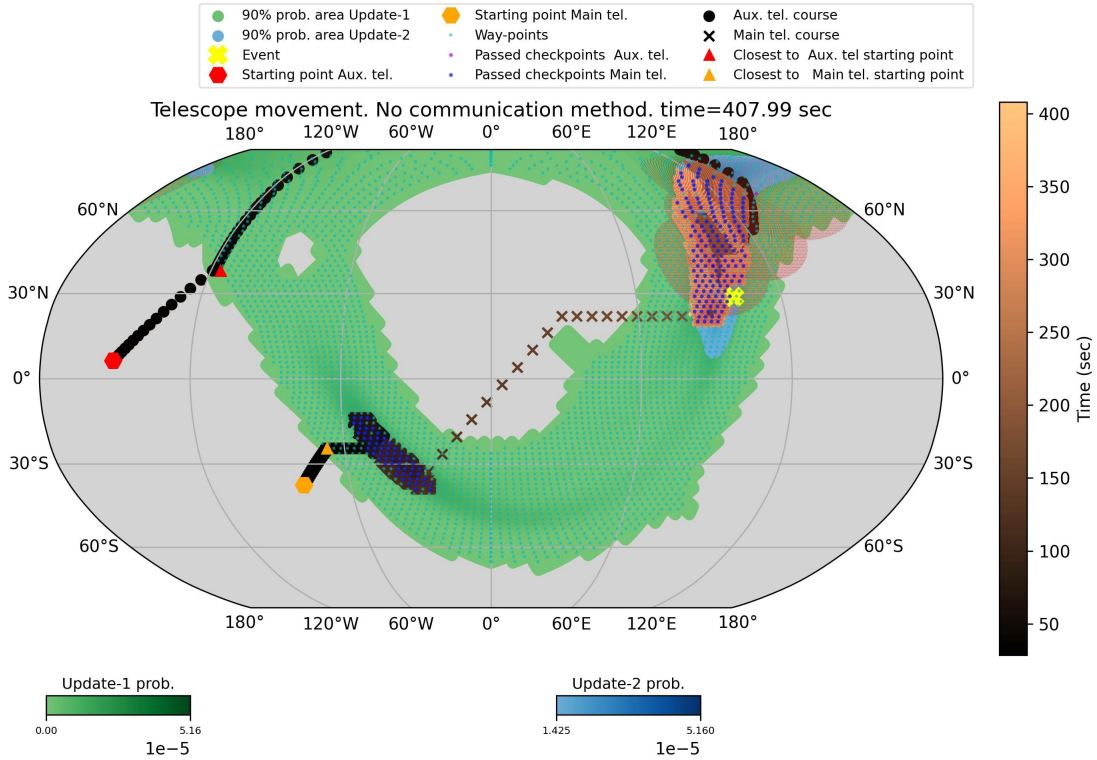 90% prob. area Update-1
90% prob. area Update-2
Event
Starting point Aux. tel.
Starting point Main tel.
Way-points
Passed checkpoints  Aux. tel.
Passed checkpoints Main tel.
Aux. tel. course
Main tel. course
Closest to  Aux. tel starting point
Closest to   Main tel. starting point
Telescope movement. No communication method. time=407.99 sec
180° 120°W 60°W 0° 60°E 120°E 180°
60°N 60°N
30°N 30°N
0° 0°
30°S 30°S
60°S 60°S
180° 120°W 60°W 0° 60°E 120°E 180°
400
350
300
250
200
150
100
50
Time (sec)
Update-1 prob.
0.00 5.16
1e−5
Update-2 prob.
1.425 5.160
1e−5